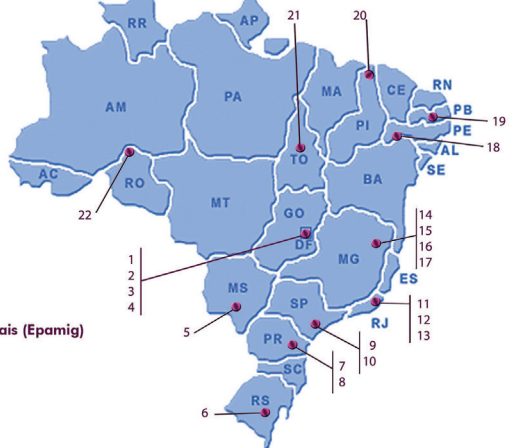 21
20
RR
AP
AM
PA
MA
CE
RN
PB
19
PI
PE
18
AL
SE
AC
RO
22
TO
BA
MT
GO
DF
14
15
16
17
1
2
3
4
MG
ES
MS
SP
5
11
12
13
RJ
ais (Epamig)
PR
9
10
7
8
SC
RS
6